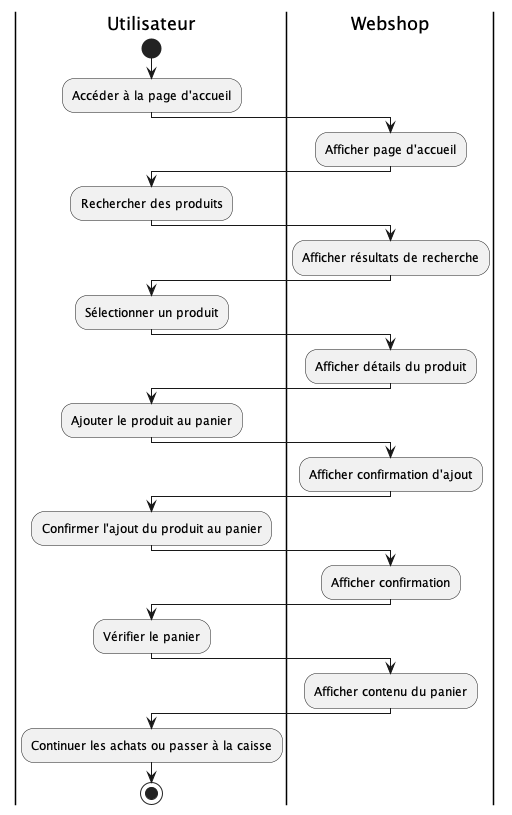 Utilisateur
Webshop
Accéder à la page d'accueil
Afficher page d'accueil
Rechercher des produits
Afficher résultats de recherche
Sélectionner un produit
Afficher détails du produit
Ajouter le produit au panier
Afficher confirmation d'ajout
Confirmer l'ajout du produit au panier
Afficher confirmation
Vérifier le panier
Afficher contenu du panier
Continuer les achats ou passer à la caisse